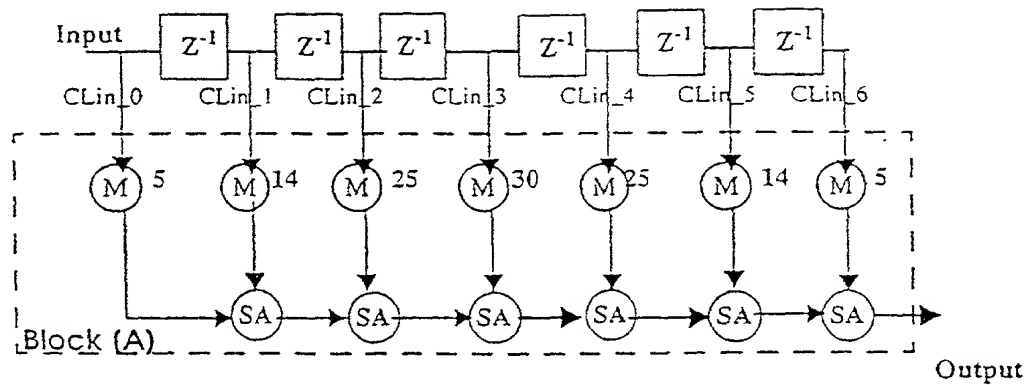 Input
Z⁻¹ Z⁻¹ Z⁻¹ Z⁻¹ Z⁻¹ Z⁻¹
CLin_0 CLin_1 CLin_2 CLin_3 CLin_4 CLin_5 CLin_6
M 5 M 14 M 25 M 30 M 25 M 14 M 5
SA SA SA SA SA SA
Block (A)
Output